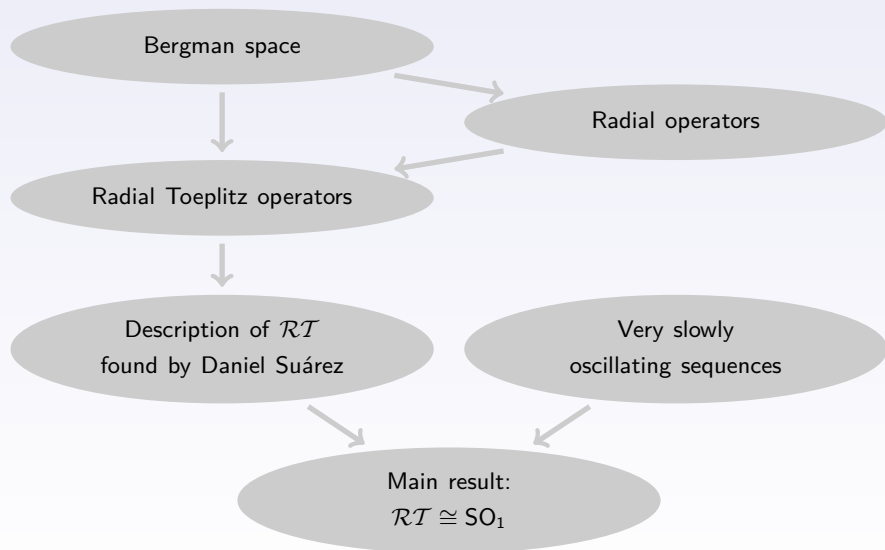 Bergman space
Radial operators
Radial Toeplitz operators
Description of ℛ𝒯
found by Daniel Suárez
Very slowly
oscillating sequences
Main result:
ℛ𝒯 ≅ SO₁